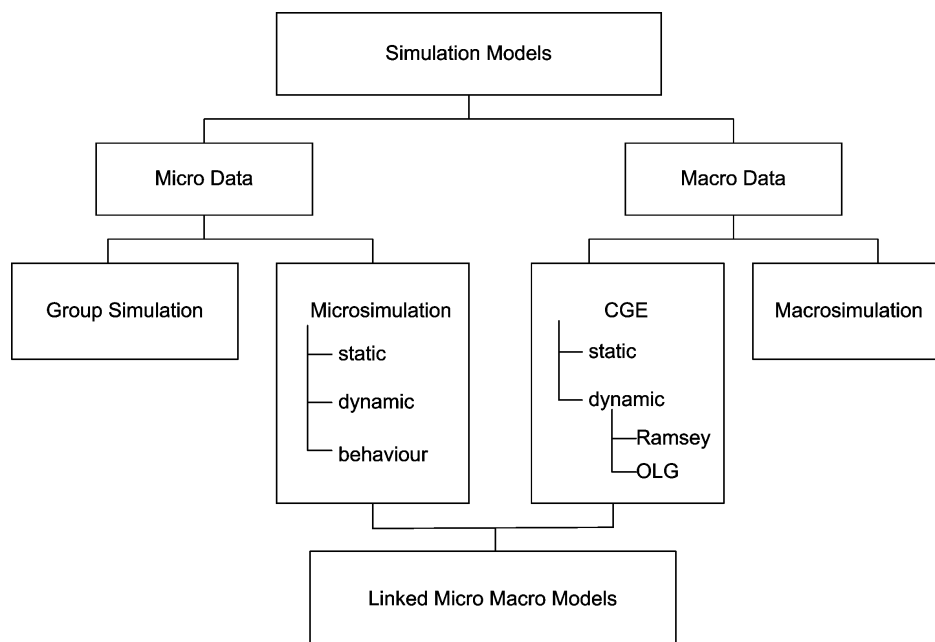 Simulation Models
Micro Data
Macro Data
Group Simulation
Microsimulation
static
dynamic
behaviour
CGE
static
dynamic
Ramsey
OLG
Macrosimulation
Linked Micro Macro Models